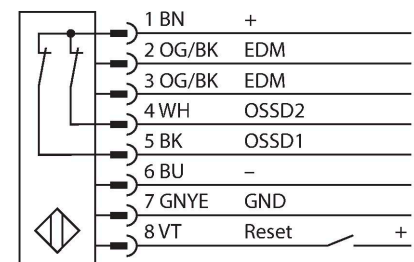 1 BN +
2 OG/BK EDM
3 OG/BK EDM
4 WH OSSD2
5 BK OSSD1
6 BU –
7 GNYE GND
8 VT Reset +